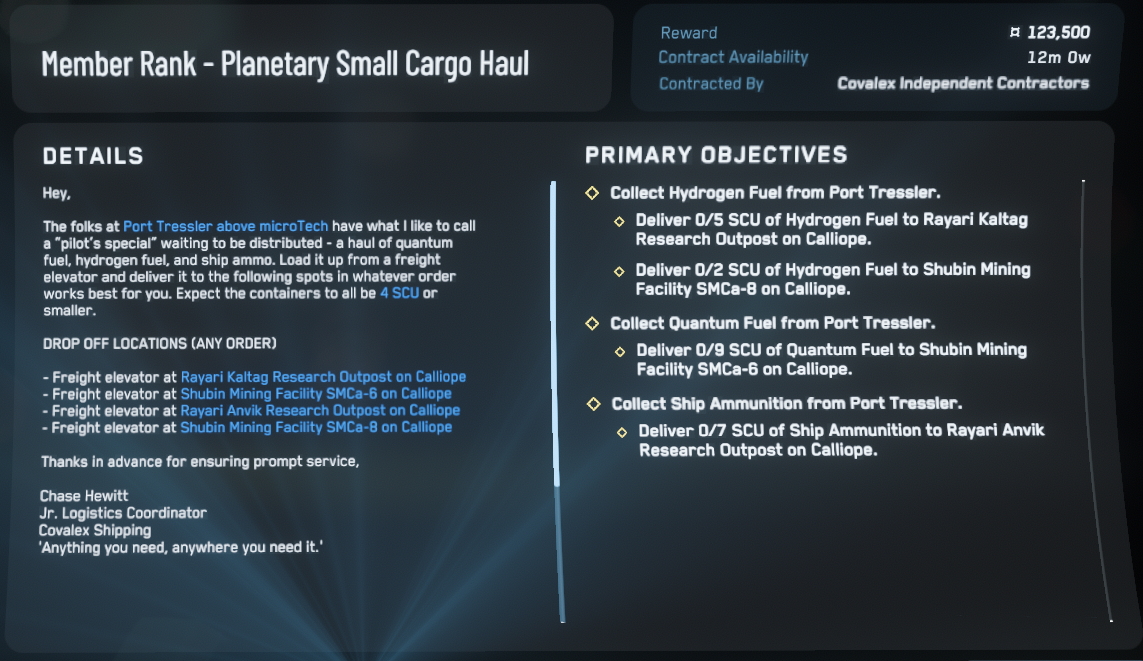 Member Rank - Planetary Small Cargo Haul
Reward ¤ 123,500
Contract Availability 12m 0w
Contracted By Covalex Independent Contractors
DETAILS
Hey,
The folks at Port Tressler above microTech have what I like to call
a "pilot's special" waiting to be distributed - a haul of quantum
fuel, hydrogen fuel, and ship ammo. Load it up from a freight
elevator and deliver it to the following spots in whatever order
works best for you. Expect the containers to all be 4 SCU or
smaller.
DROP OFF LOCATIONS (ANY ORDER)
- Freight elevator at Rayari Kaltag Research Outpost on Calliope
- Freight elevator at Shubin Mining Facility SMCa-6 on Calliope
- Freight elevator at Rayari Anvik Research Outpost on Calliope
- Freight elevator at Shubin Mining Facility SMCa-8 on Calliope
Thanks in advance for ensuring prompt service,
Chase Hewitt
Jr. Logistics Coordinator
Covalex Shipping
'Anything you need, anywhere you need it.'
PRIMARY OBJECTIVES
Collect Hydrogen Fuel from Port Tressler.
Deliver 0/5 SCU of Hydrogen Fuel to Rayari Kaltag
Research Outpost on Calliope.
Deliver 0/2 SCU of Hydrogen Fuel to Shubin Mining
Facility SMCa-8 on Calliope.
Collect Quantum Fuel from Port Tressler.
Deliver 0/9 SCU of Quantum Fuel to Shubin Mining
Facility SMCa-6 on Calliope.
Collect Ship Ammunition from Port Tressler.
Deliver 0/7 SCU of Ship Ammunition to Rayari Anvik
Research Outpost on Calliope.